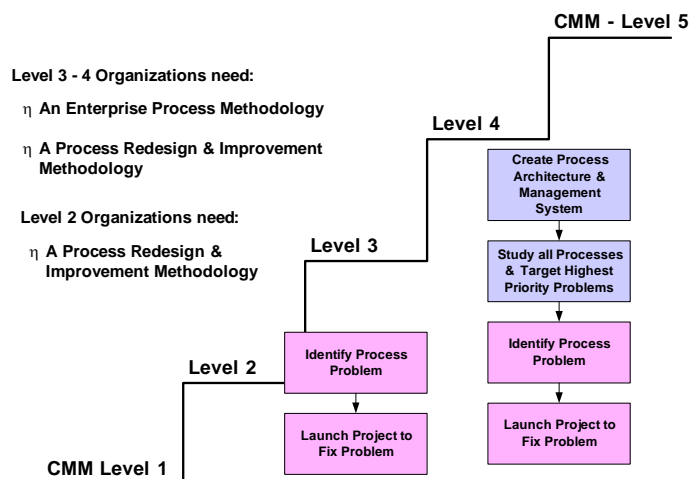 CMM - Level 5
Level 3 - 4 Organizations need:
η An Enterprise Process Methodology
η A Process Redesign & Improvement
Methodology
Level 4
Create Process
Architecture &
Management
System
Level 2 Organizations need:
η A Process Redesign &
Improvement Methodology
Level 3
Study all Processes
& Target Highest
Priority Problems
Identify Process
Problem
Identify Process
Problem
Level 2
Launch Project to
Fix Problem
Launch Project to
Fix Problem
CMM Level 1